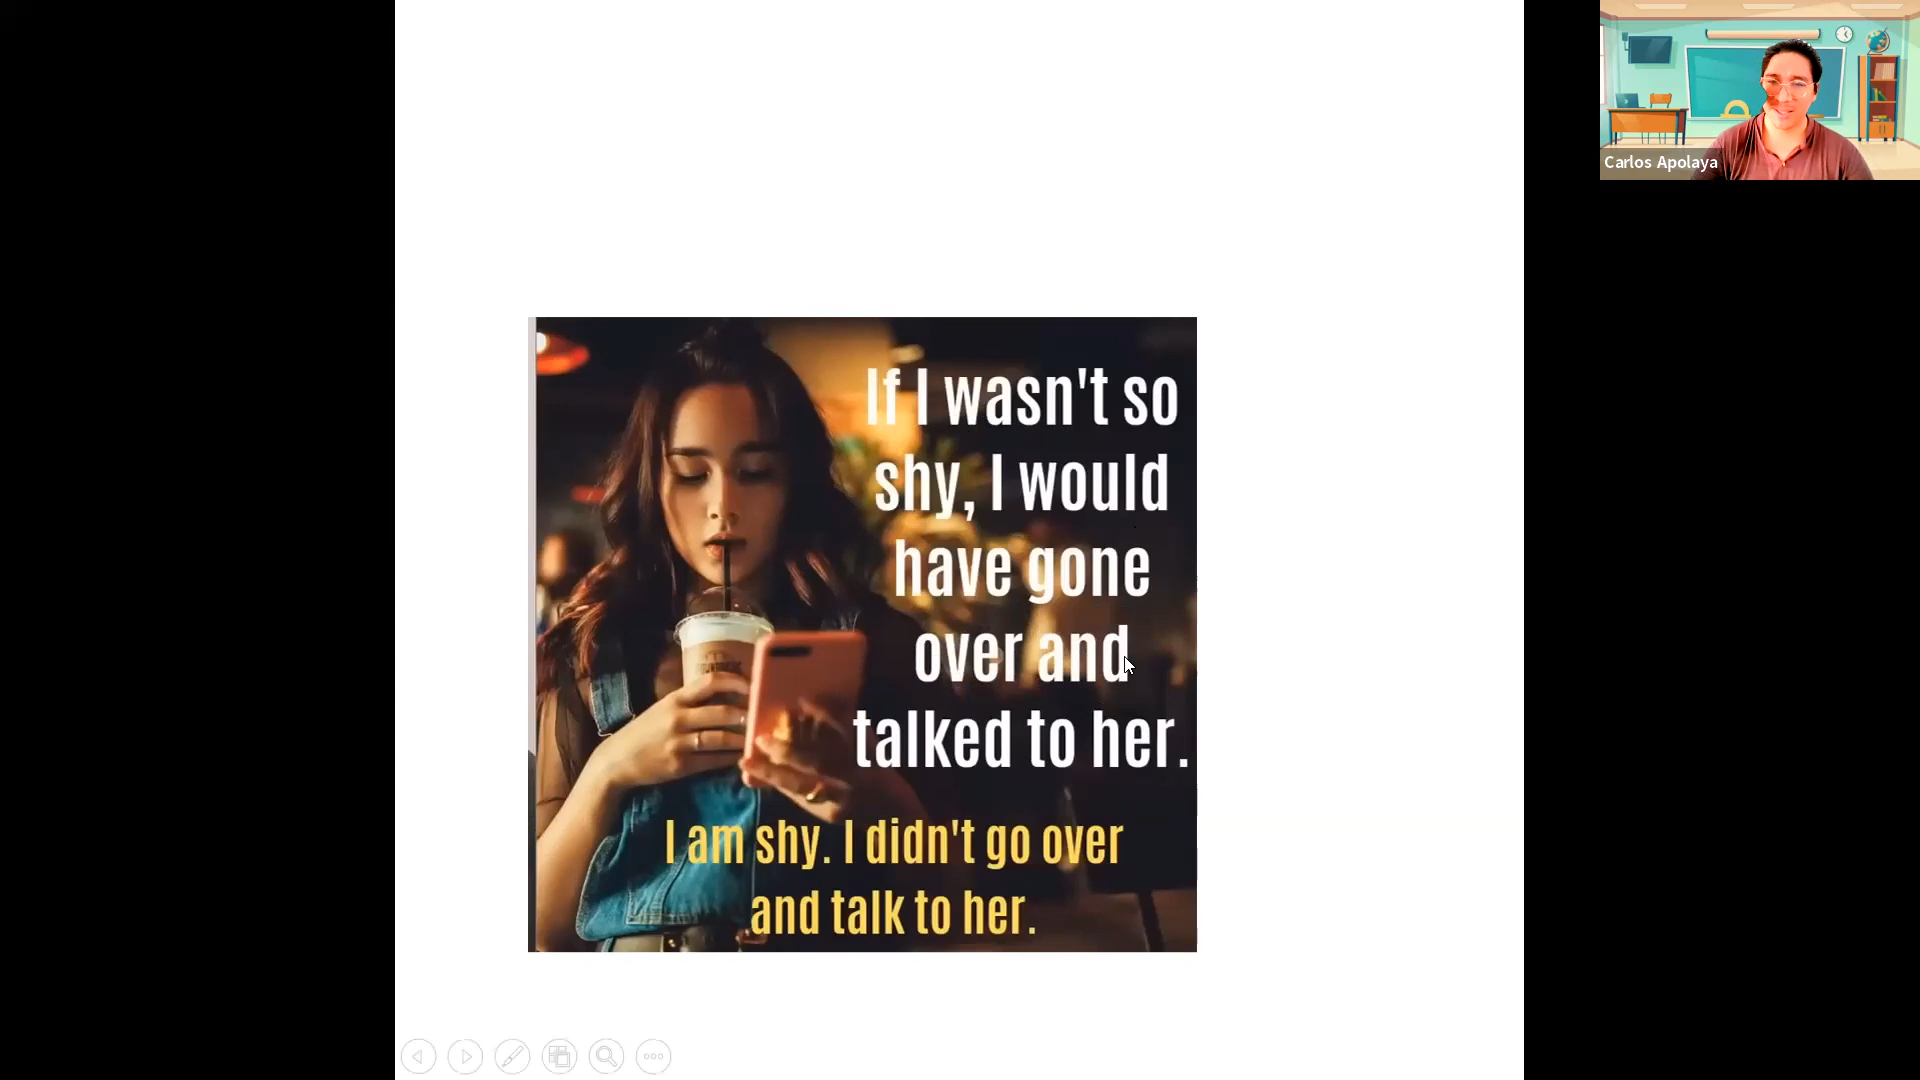 Carlos Apolaya
If I wasn't so
shy, I would
have gone
over and
talked to her.
I am shy. I didn't go over
and talk to her.